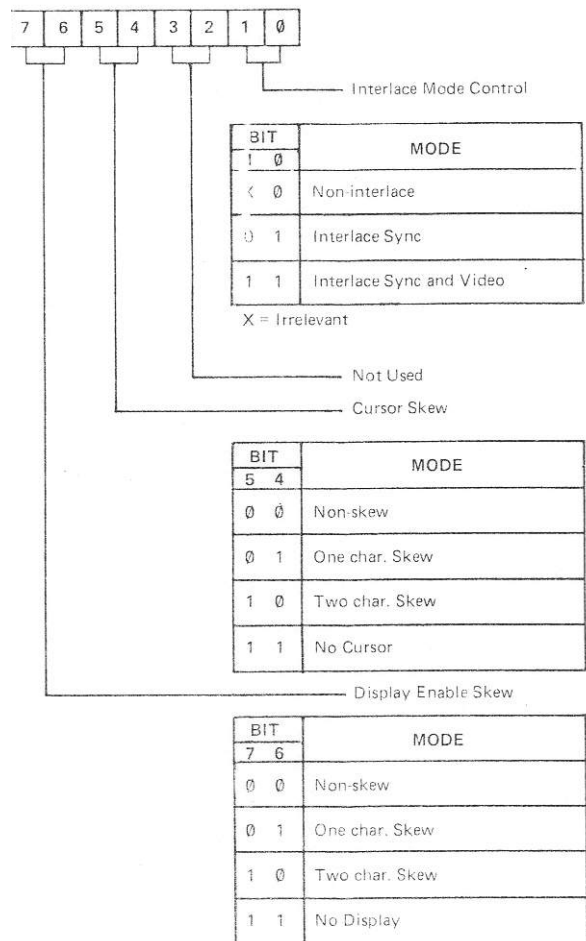 7 6 5 4 3 2 1 Ø
Interlace Mode Control
BIT MODE
1 Ø
X Ø Non-interlace
Ø 1 Interlace Sync
1 1 Interlace Sync and Video
X = Irrelevant
Not Used
Cursor Skew
BIT MODE
5 4
Ø Ø Non-skew
Ø 1 One char. Skew
1 Ø Two char. Skew
1 1 No Cursor
Display Enable Skew
BIT MODE
7 6
Ø Ø Non-skew
Ø 1 One char. Skew
1 Ø Two char. Skew
1 1 No Display